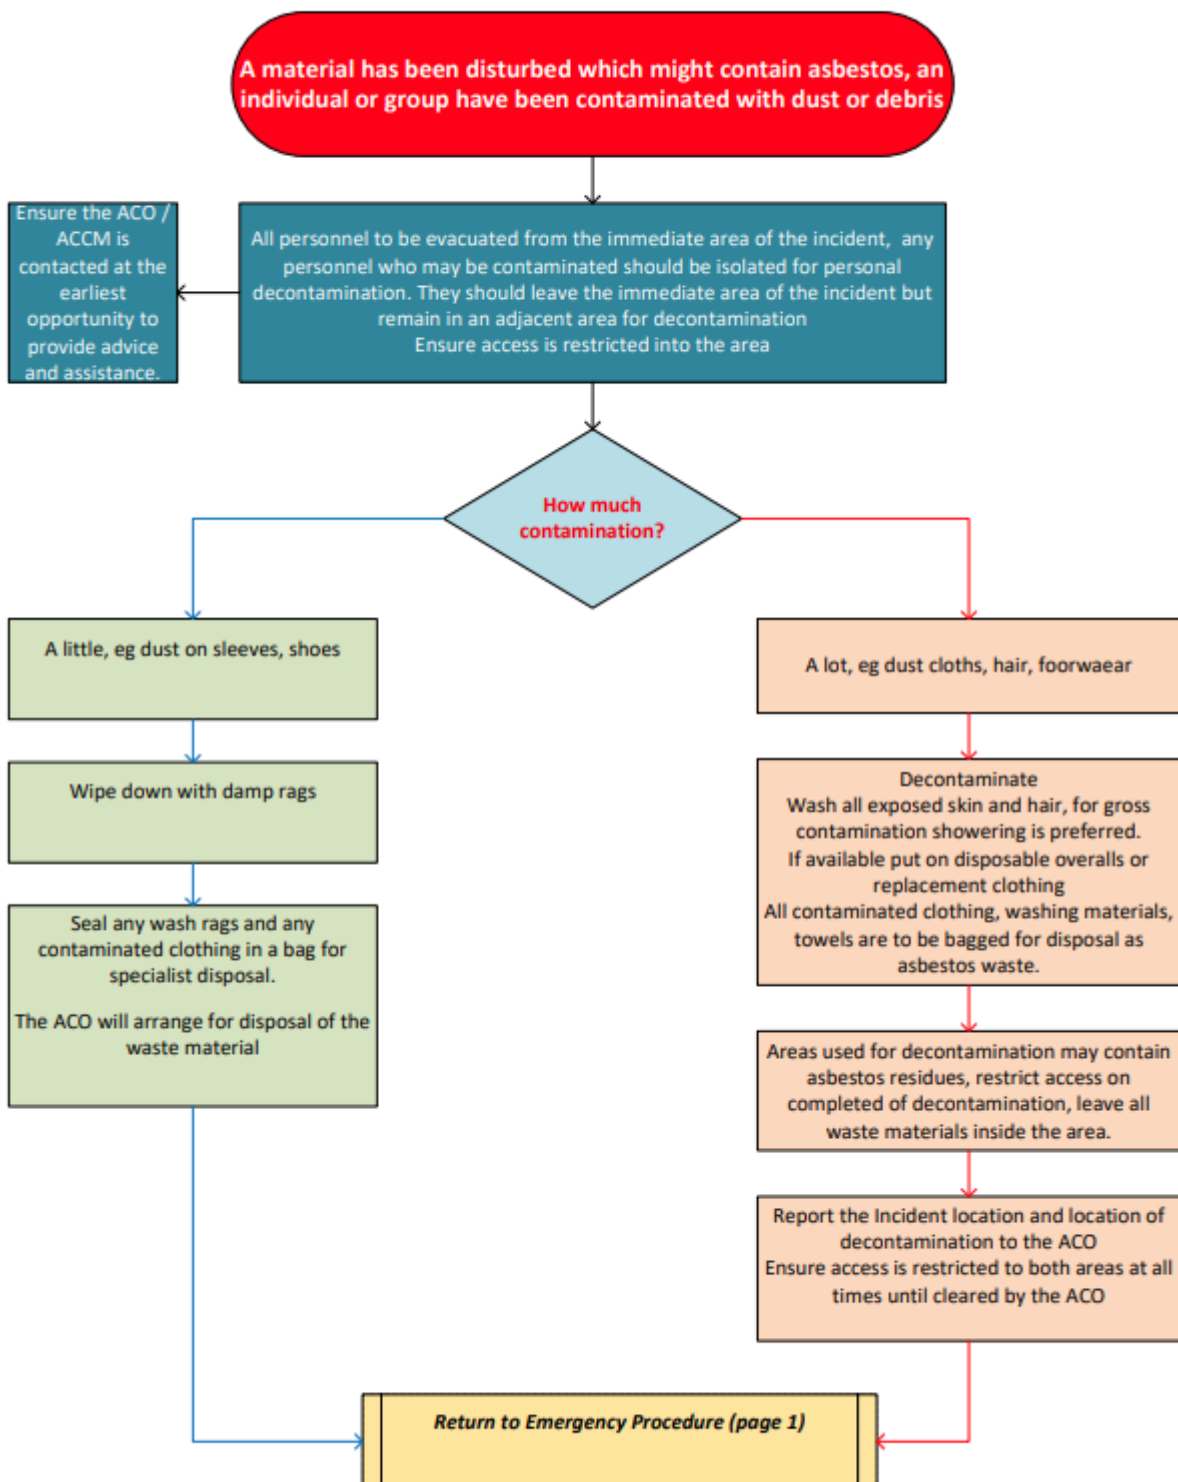 A material has been disturbed which might contain asbestos, an
individual or group have been contaminated with dust or debris
Ensure the ACO /
ACCM is
contacted at the
earliest
opportunity to
provide advice
and assistance.
All personnel to be evacuated from the immediate area of the incident, any
personnel who may be contaminated should be isolated for personal
decontamination. They should leave the immediate area of the incident but
remain in an adjacent area for decontamination
Ensure access is restricted into the area
How much
contamination?
A little, eg dust on sleeves, shoes
Wipe down with damp rags
Seal any wash rags and any
contaminated clothing in a bag for
specialist disposal.
The ACO will arrange for disposal of the
waste material
A lot, eg dust cloths, hair, foorwaear
Decontaminate
Wash all exposed skin and hair, for gross
contamination showering is preferred.
If available put on disposable overalls or
replacement clothing
All contaminated clothing, washing materials,
towels are to be bagged for disposal as
asbestos waste.
Areas used for decontamination may contain
asbestos residues, restrict access on
completed of decontamination, leave all
waste materials inside the area.
Report the Incident location and location of
decontamination to the ACO
Ensure access is restricted to both areas at all
times until cleared by the ACO
Return to Emergency Procedure (page 1)